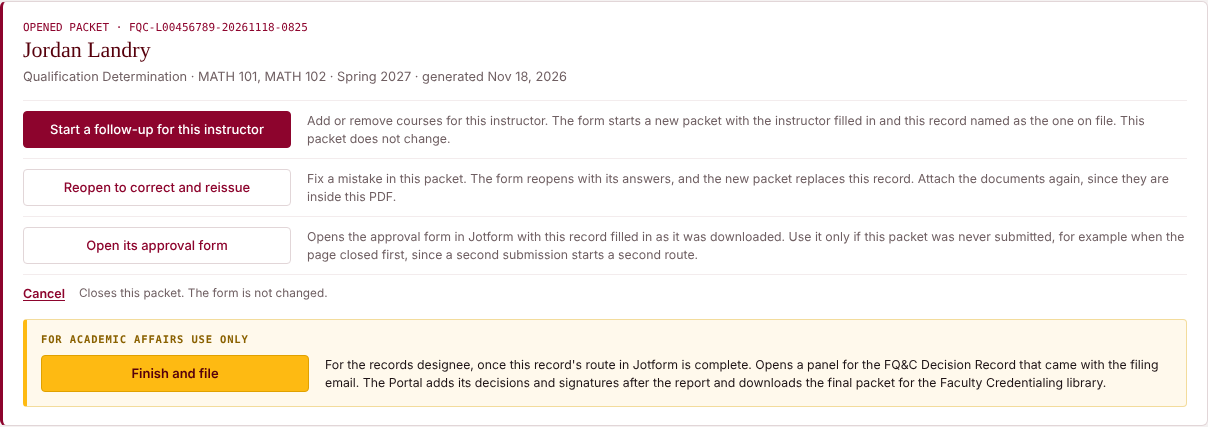 OPENED PACKET · FQC-L00456789-20261118-0825
Jordan Landry
Qualification Determination · MATH 101, MATH 102 · Spring 2027 · generated Nov 18, 2026
Start a follow-up for this instructor
Add or remove courses for this instructor. The form starts a new packet with the instructor filled in and this record named as the one on file. This
packet does not change.
Reopen to correct and reissue
Fix a mistake in this packet. The form reopens with its answers, and the new packet replaces this record. Attach the documents again, since they are
inside this PDF.
Open its approval form
Opens the approval form in Jotform with this record filled in as it was downloaded. Use it only if this packet was never submitted, for example when the
page closed first, since a second submission starts a second route.
Cancel Closes this packet. The form is not changed.
FOR ACADEMIC AFFAIRS USE ONLY
Finish and file
For the records designee, once this record's route in Jotform is complete. Opens a panel for the FQ&C Decision Record that came with the filing
email. The Portal adds its decisions and signatures after the report and downloads the final packet for the Faculty Credentialing library.